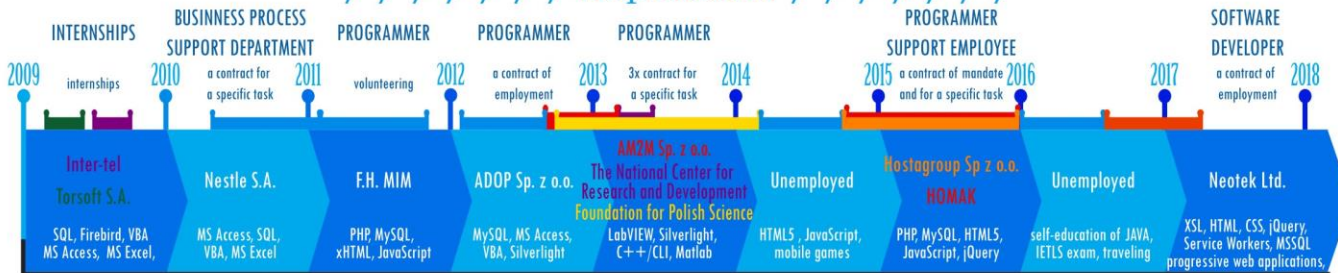 INTERNSHIPS
internships
BUSINNESS PROCESS
SUPPORT DEPARTMENT
a contract for
a specific task
PROGRAMMER
volunteering
PROGRAMMER
a contract of
employment
PROGRAMMER
3x contract for
a specific task
PROGRAMMER
SUPPORT EMPLOYEE
a contract of mandate
and for a specific task
SOFTWARE
DEVELOPER
a contract of
employment
2009
2010
2011
2012
2013
2014
2015
2016
2017
2018
Inter-tel
Torsoft S.A.
SQL, Firebird, VBA
MS Access, MS Excel,
Nestle S.A.
MS Access, SQL,
VBA, MS Excel
F.H. MIM
PHP, MySQL,
xHTML, JavaScript
ADOP Sp. z o.o.
MySQL, MS Access,
VBA, Silverlight
AM2M Sp. z o.o.
The National Center for
Research and Development
Foundation for Polish Science
LabVIEW, Silverlight,
C++/CLI, Matlab
Unemployed
HTML5 , JavaScript,
mobile games
Hostagroup Sp z o.o.
HOMAK
PHP, MySQL, HTML5,
JavaScript, jQuery
Unemployed
self-education of JAVA,
IETLS exam, traveling
Neotek Ltd.
XSL, HTML, CSS, jQuery,
Service Workers, MSSQL
progressive web applications,